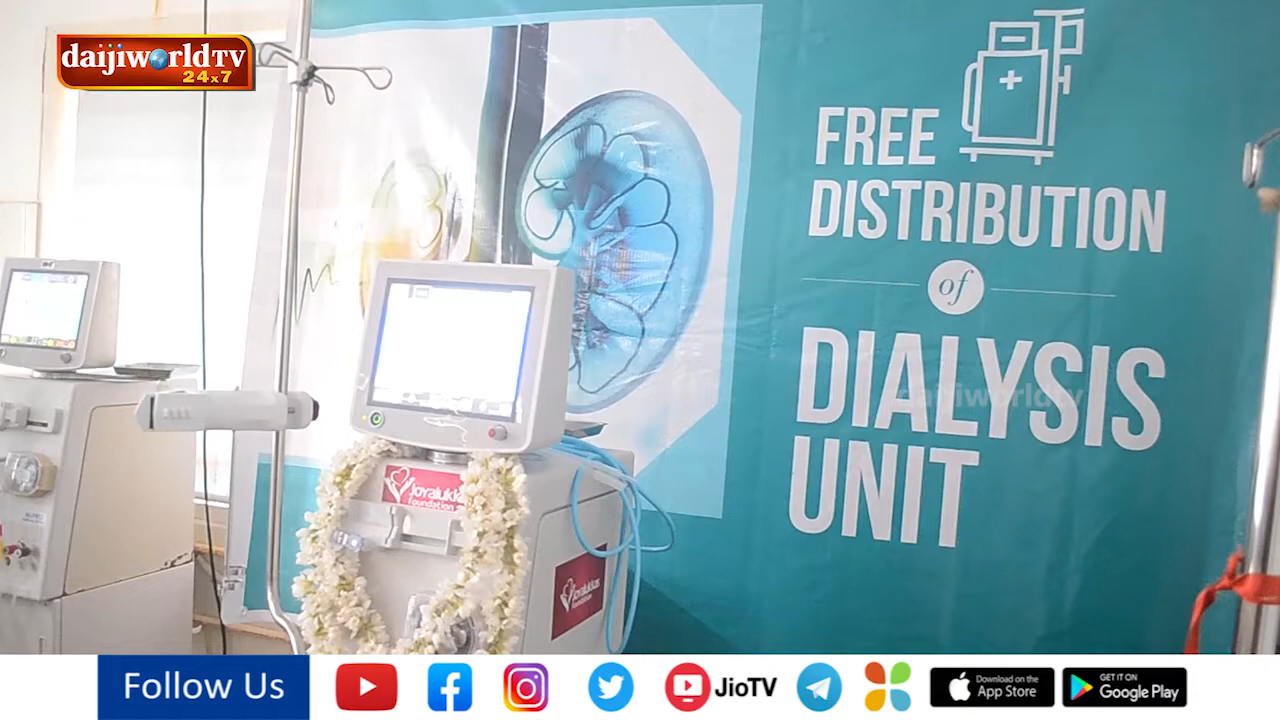 daijiworldTV
24x7
FREE
DISTRIBUTION
of
DIALYSIS
UNIT
daijiworldtv
Joyalukkas
Foundation
Joyalukkas
Foundation
Follow Us
JioTV
Download on the
App Store
GET IT ON
Google Play